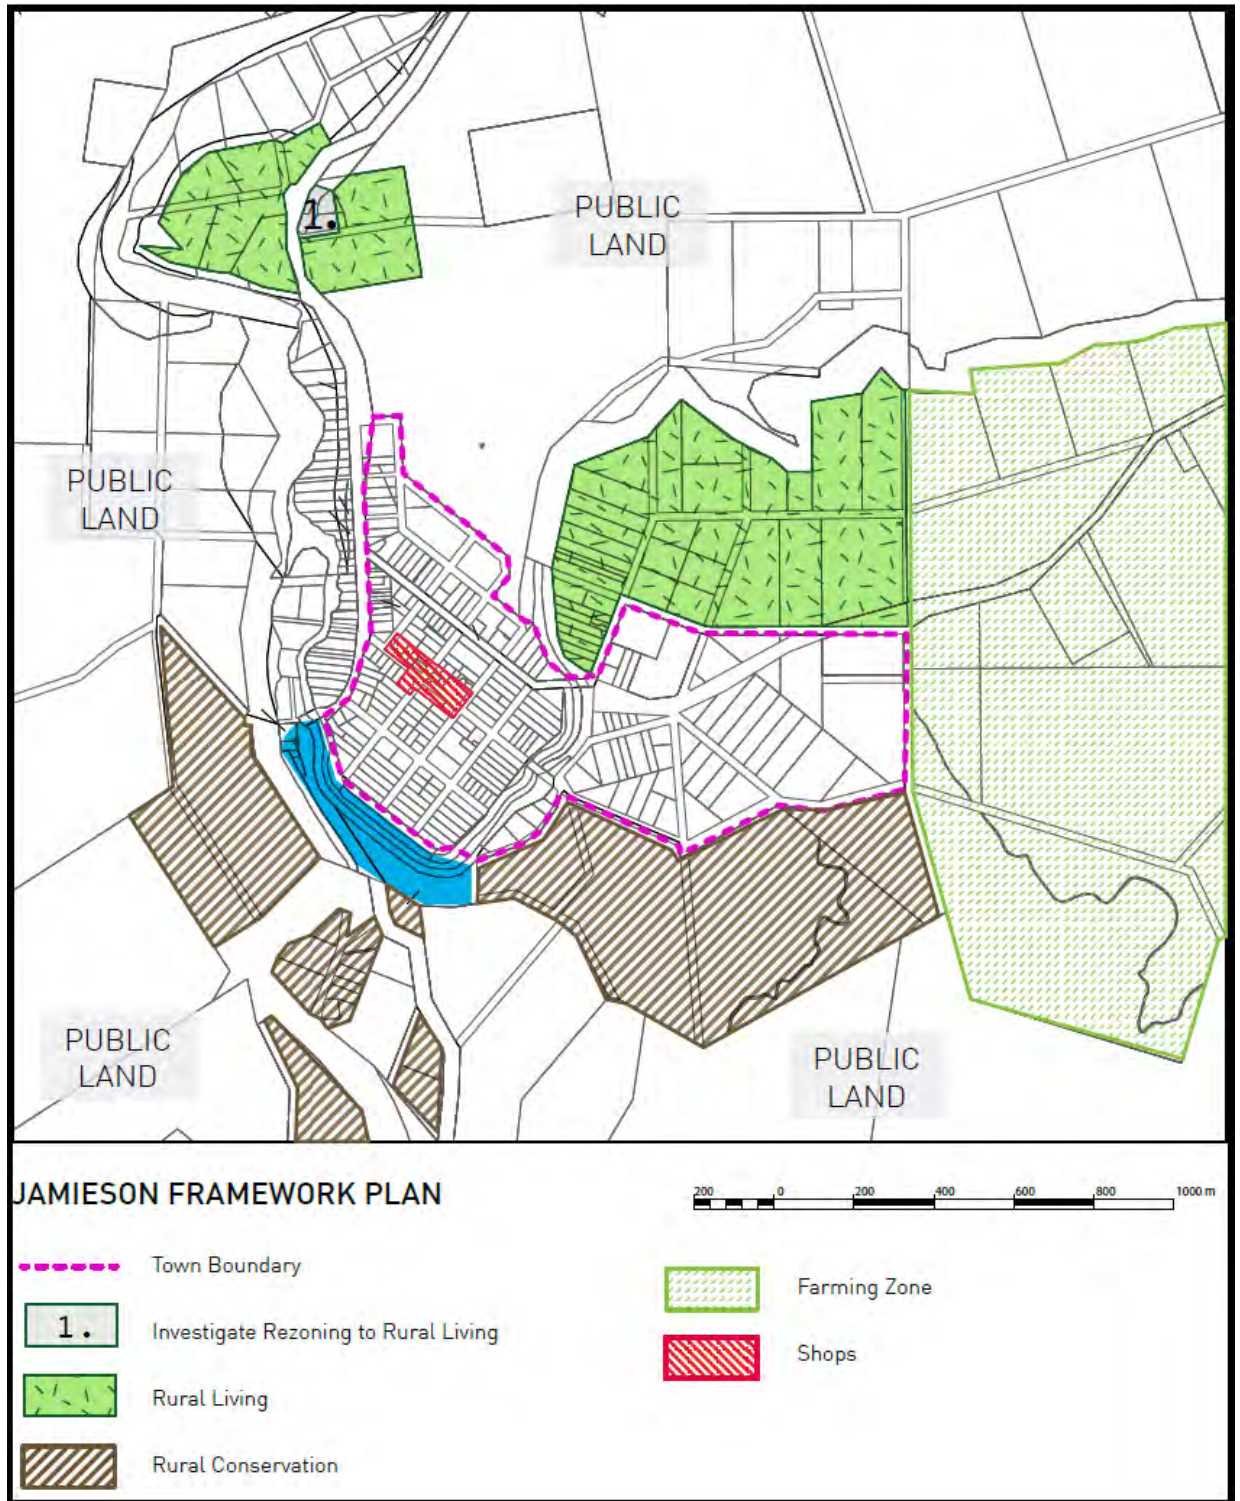 1.
PUBLIC
LAND
PUBLIC
LAND
PUBLIC
LAND
PUBLIC
LAND
JAMIESON FRAMEWORK PLAN
200 0 200 400 600 800 1000 m
Town Boundary
1. Investigate Rezoning to Rural Living
Rural Living
Rural Conservation
Farming Zone
Shops